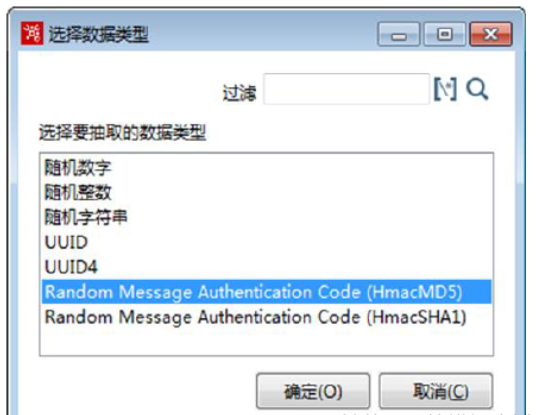 选择数据类型
过滤
选择要抽取的数据类型
随机数字
随机整数
随机字符串
UUID
UUID4
Random Message Authentication Code (HmacMD5)
Random Message Authentication Code (HmacSHA1)
确定(O) 取消(C)